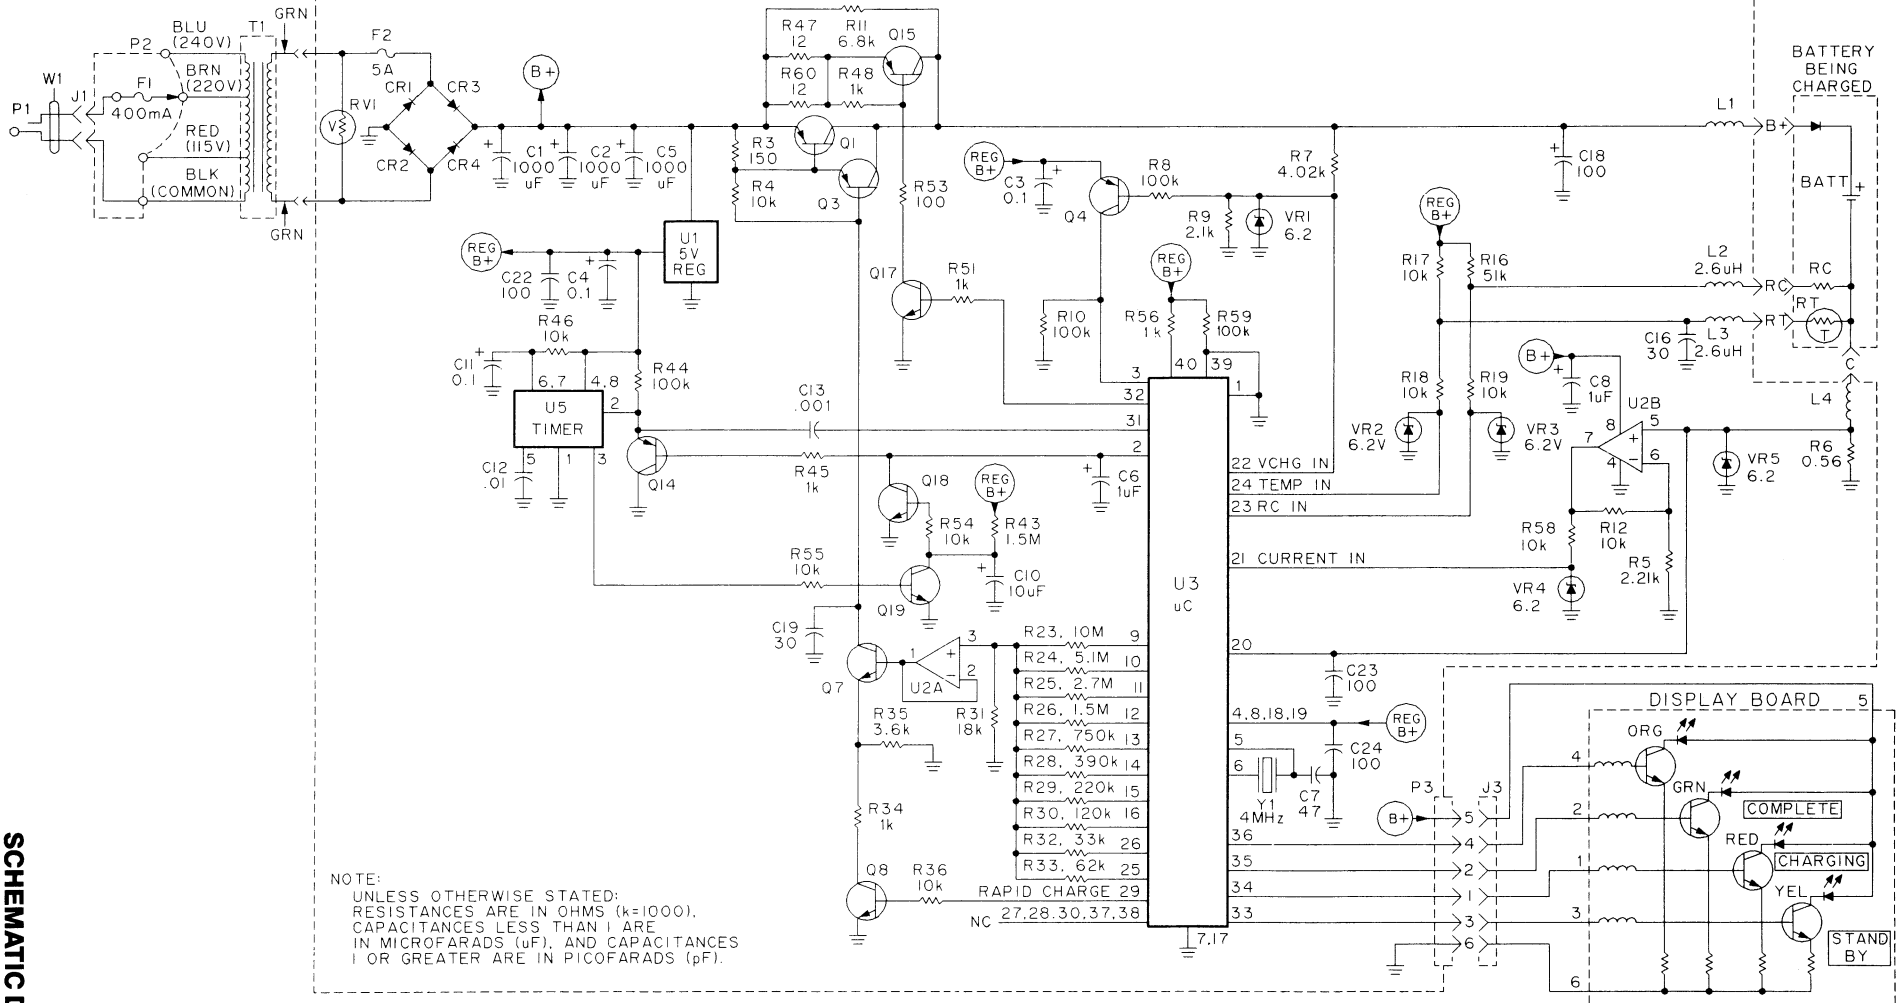 GRN
BLU
(240V)
T1
P2
BRN
(220V)
W1
J1
F1
P1
400mA
RED
(115V)
BLK
(COMMON)
GRN
F2
5A
RV1
V
CR1
CR3
CR2
CR4
B+
C1
1000
uF
C2
1000
uF
C5
1000
uF
R47
12
R11
6.8k
Q15
R60
12
R48
1k
R3
150
Q1
R4
10k
Q3
R53
100
REG
B+
C3
0.1
Q4
R8
100k
R7
4.02k
R9
2.1k
VR1
6.2
L1
B+
C18
100
BATTERY
BEING
CHARGED
BATT
+
REG
B+
C22
100
C4
0.1
U1
5V
REG
Q17
R51
1k
REG
B+
R10
100k
R56
1k
R59
100k
REG
B+
R17
10k
R16
51k
L2
2.6uH
RC
RC
RT
RT
T
C16
30
L3
2.6uH
R46
10k
C11
0.1
6,7
4,8
R44
100k
U5
TIMER
2
5
1
3
C12
.01
Q14
C13
.001
R45
1k
40
39
3
1
32
31
2
R18
10k
R19
10k
VR2
6.2V
VR3
6.2V
B+
C8
1uF
U2B
8
7
5
4
6
C
L4
VR5
6.2
R6
0.56
22 VCHG IN
24 TEMP IN
23 RC IN
C6
1uF
Q18
REG
B+
R54
10k
R43
1.5M
R55
10k
C10
10uF
Q19
21 CURRENT IN
R58
10k
R12
10k
R5
2.21k
VR4
6.2
U3
uC
C19
30
Q7
1
3
2
U2A
R35
3.6k
R31
18k
R23, 10M 9
R24, 5.1M 10
R25, 2.7M 11
R26, 1.5M 12
R27, 750k 13
R28, 390k 14
R29, 220k 15
R30, 120k 16
R32, 33k 26
R33, 62k 25
R34
1k
Q8
R36
10k
RAPID CHARGE 29
NC 27,28,30,37,38
7,17
20
C23
100
4,8,18,19
REG
B+
5
6
C24
100
Y1
4MHz
C7
47
36
35
34
33
P3
J3
B+
5
4
2
1
3
6
DISPLAY BOARD
5
ORG
4
GRN
2
COMPLETE
RED
1
CHARGING
YEL
3
STAND
BY
6
NOTE:
UNLESS OTHERWISE STATED:
RESISTANCES ARE IN OHMS (k=1000),
CAPACITANCES LESS THAN 1 ARE
IN MICROFARADS (uF), AND CAPACITANCES
1 OR GREATER ARE IN PICOFARADS (pF).
SCHEMATIC